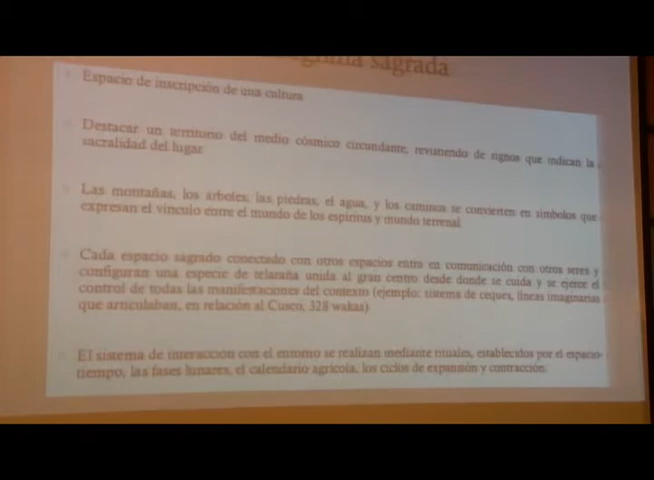 sagrada
Espacio de inscripción de una cultura
Destacar un territorio del medio cósmico circundante, revistiendo de signos que indican la
sacralidad del lugar
Las montañas, los árboles, las piedras, el agua, y los caminos se convierten en símbolos que
expresan el vínculo entre el mundo de los espíritus y mundo terrenal
Cada espacio sagrado conectado con otros espacios entra en comunicación con otros seres y
configuran una especie de telaraña unida al gran centro desde donde se cuida y se ejerce el
control de todas las manifestaciones del contexto (ejemplo: sistema de ceques, líneas imaginarias
que articulaban, en relación al Cusco, 328 wakas)
El sistema de interacción con el entorno se realizan mediante rituales, establecidos por el espacio-
tiempo, las fases lunares, el calendario agrícola, los ciclos de expansión y contracción.